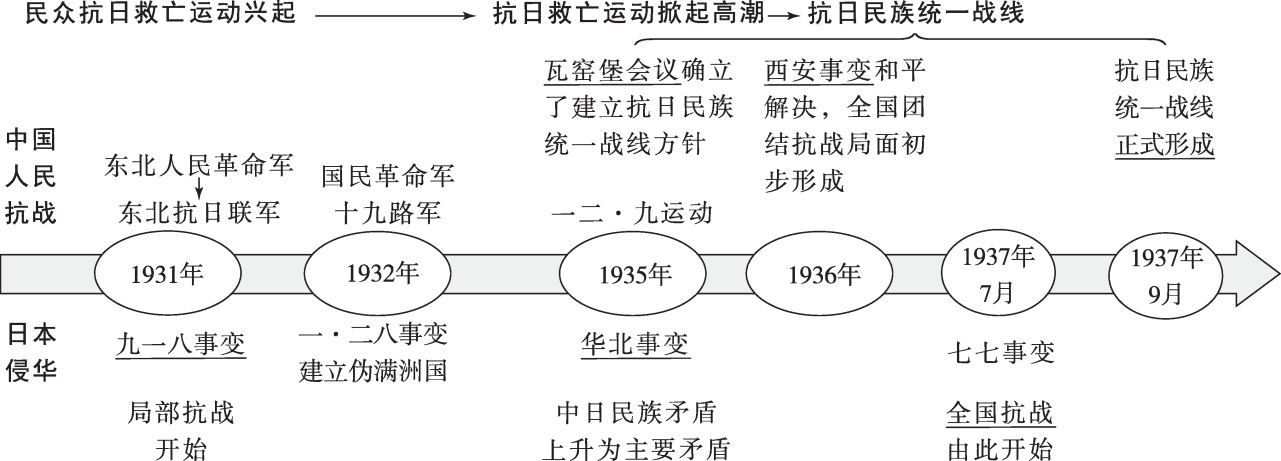 民众抗日救亡运动兴起 抗日救亡运动掀起高潮 抗日民族统一战线
瓦窑堡会议确立
了建立抗日民族
统一战线方针
西安事变和平
解决，全国团
结抗战局面初
步形成
抗日民族
统一战线
正式形成
中国
人民
抗战
东北人民革命军
东北抗日联军
国民革命军
十九路军
一二·九运动
1931年
1932年
1935年
1936年
1937年
7月
1937年
9月
日本
侵华
九一八事变
一·二八事变
建立伪满洲国
华北事变
七七事变
局部抗战
开始
中日民族矛盾
上升为主要矛盾
全国抗战
由此开始